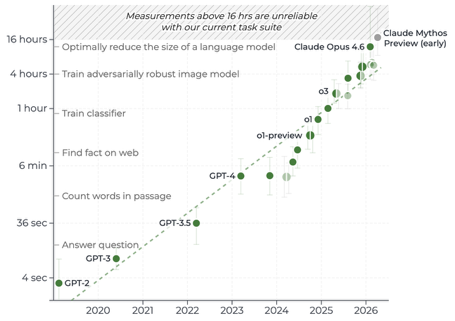 Measurements above 16 hrs are unreliable
with our current task suite
Claude Mythos
Preview (early)
16 hours
Optimally reduce the size of a language model
Claude Opus 4.6
4 hours
Train adversarially robust image model
o3
1 hour
Train classifier
o1
o1-preview
Find fact on web
6 min
GPT-4
Count words in passage
36 sec
GPT-3.5
Answer question
GPT-3
4 sec
GPT-2
2020
2021
2022
2023
2024
2025
2026